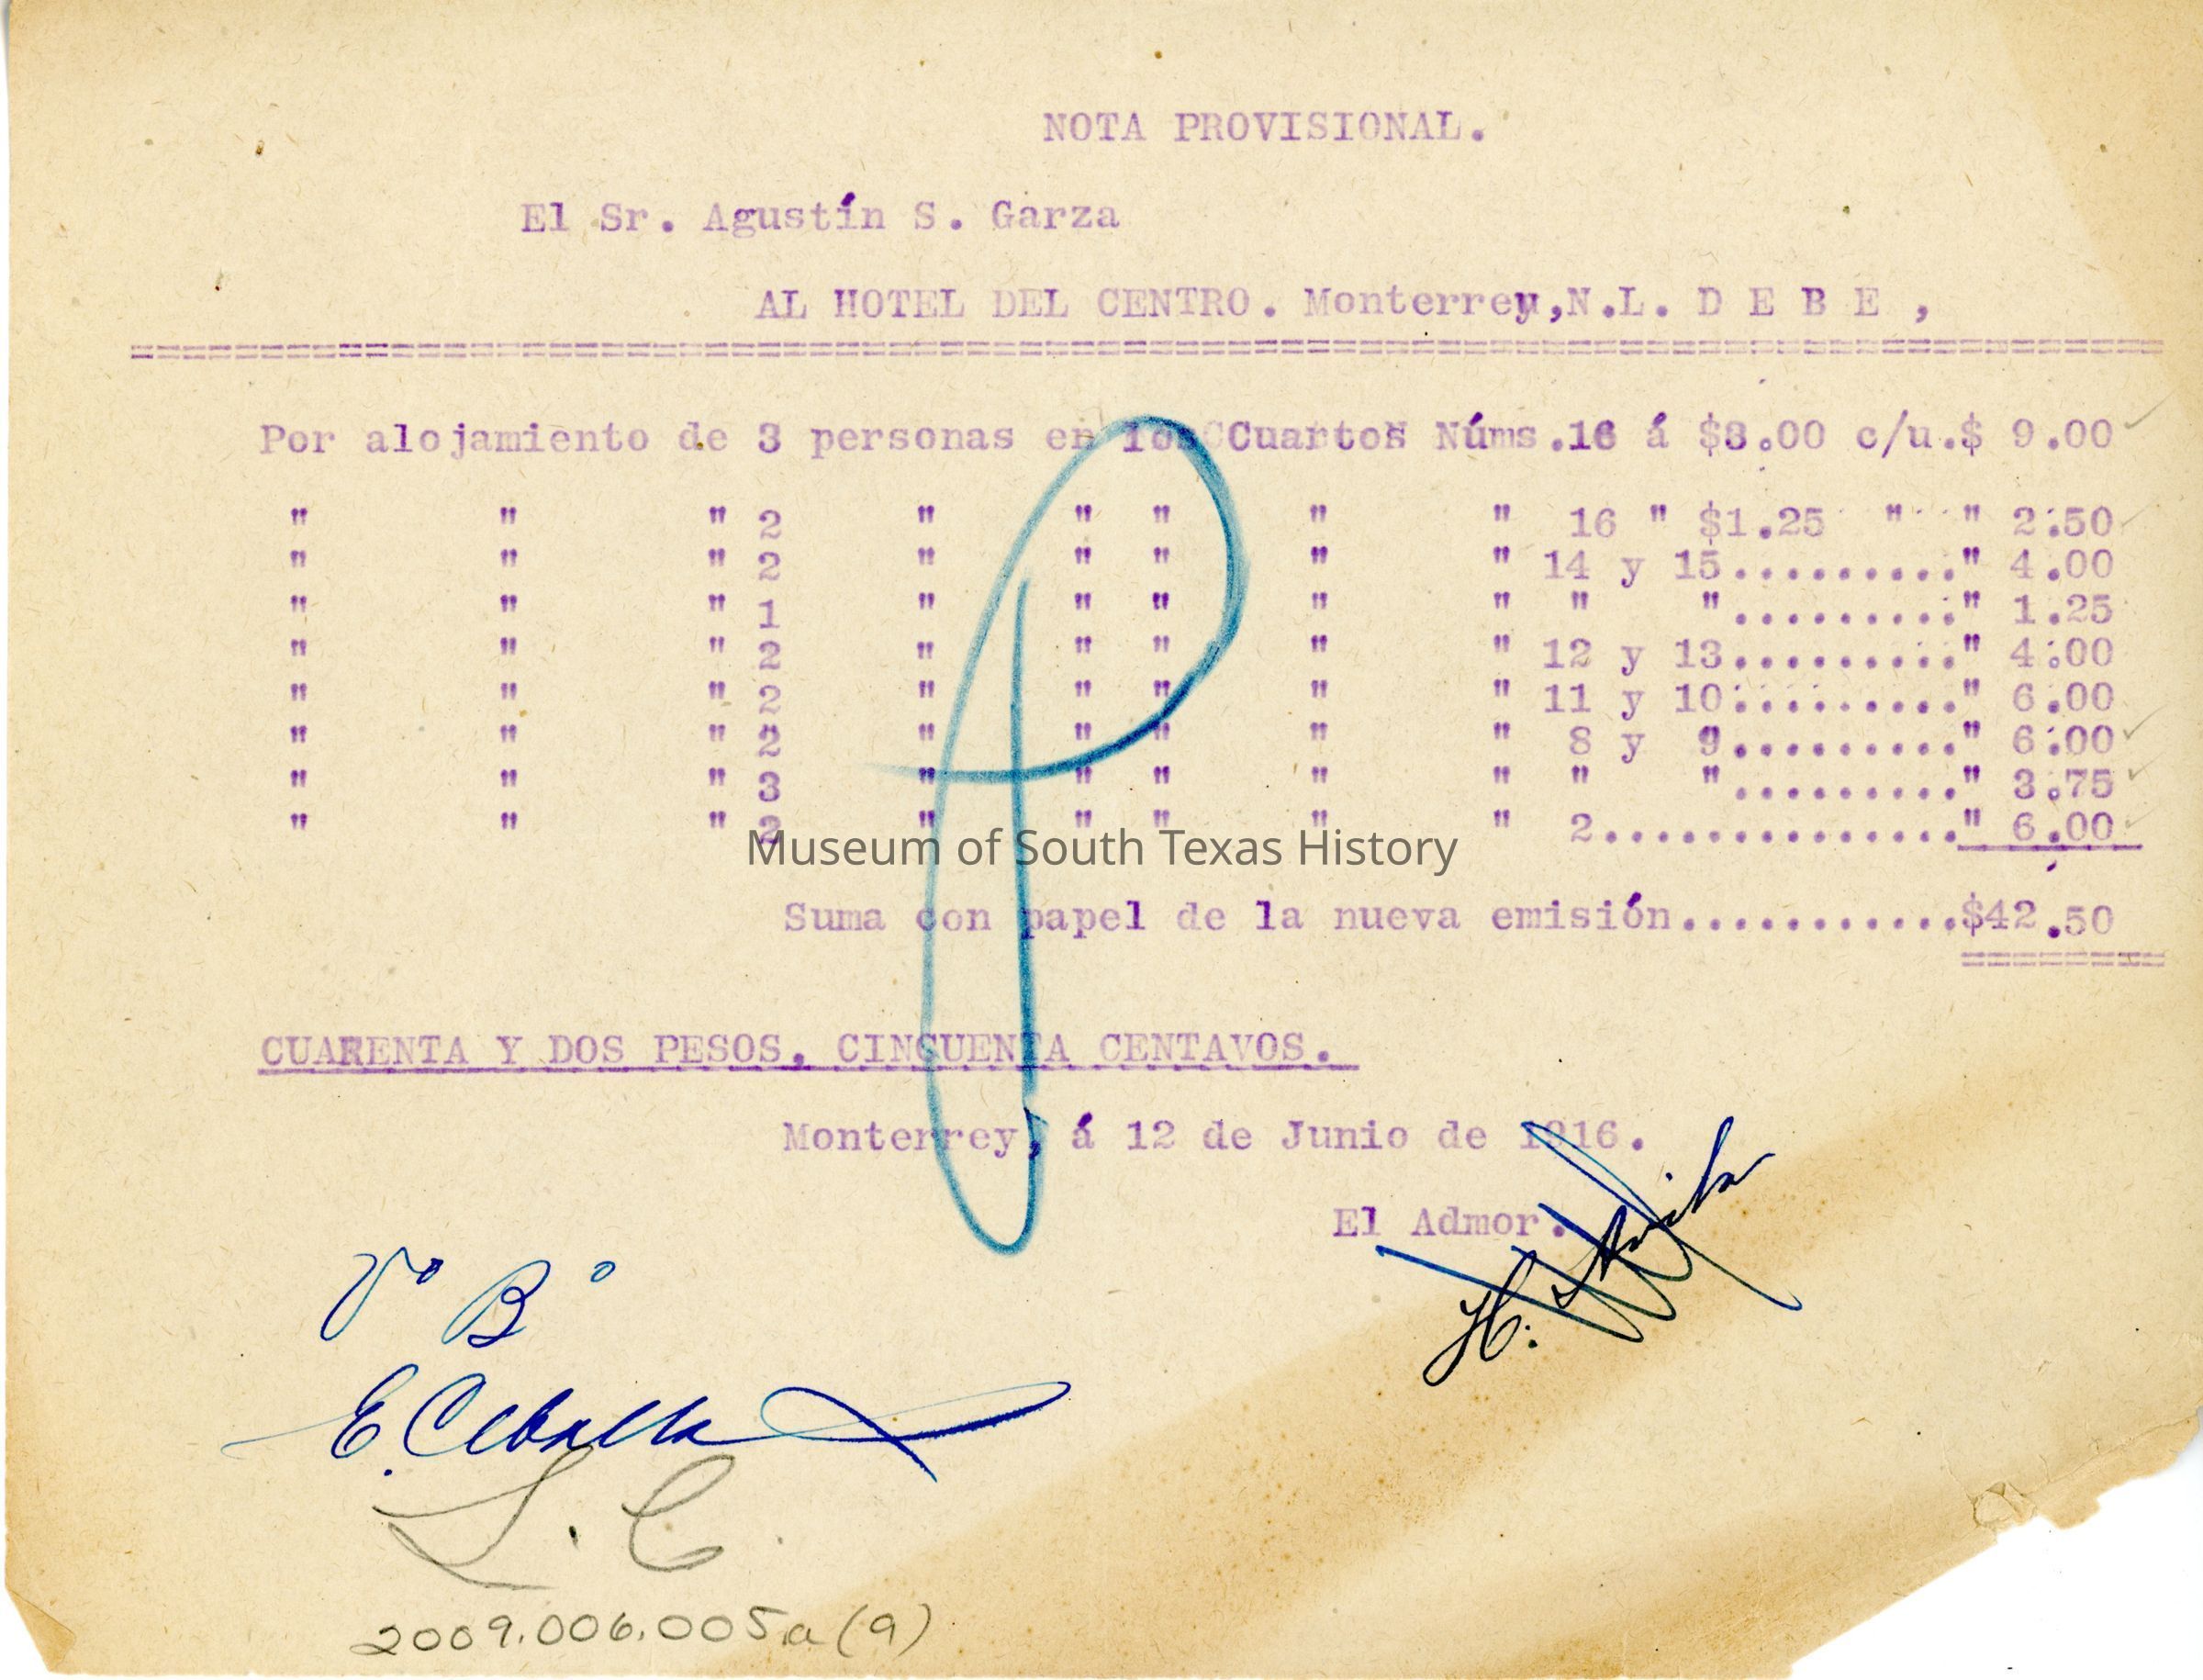 NOTA PROVISIONAL.
El Sr. Agustín S. Garza
AL HOTEL DEL CENTRO. Monterrey,N.L. D E B E ,
Por alojamiento de 3 personas en los Cuartos Núms.16 á $3.00 c/u.$ 9.00
" " " 2 " " " " " 16 " $1.25 " " 2.50
" " " 2 " " " " " 14 y 15.........." 4.00
" " " 1 " " " " " " ".........." 1.25
" " " 2 " " " " " 12 y 13.........." 4.00
" " " 2 " " " " " 11 y 10.........." 6.00
" " " 2 " " " " " 8 y 9.........." 6.00
" " " 3 " " " " " " ".........." 3.75
" " " 2 " " " " " 2..............." 6.00
Museum of South Texas History
Suma con papel de la nueva emisión...........$42.50
CUARENTA Y DOS PESOS, CINCUENTA CENTAVOS.
Monterrey, á 12 de Junio de 1916.
El Admor.
Vº Bº
E. Ceballos
2009.006.005a(9)